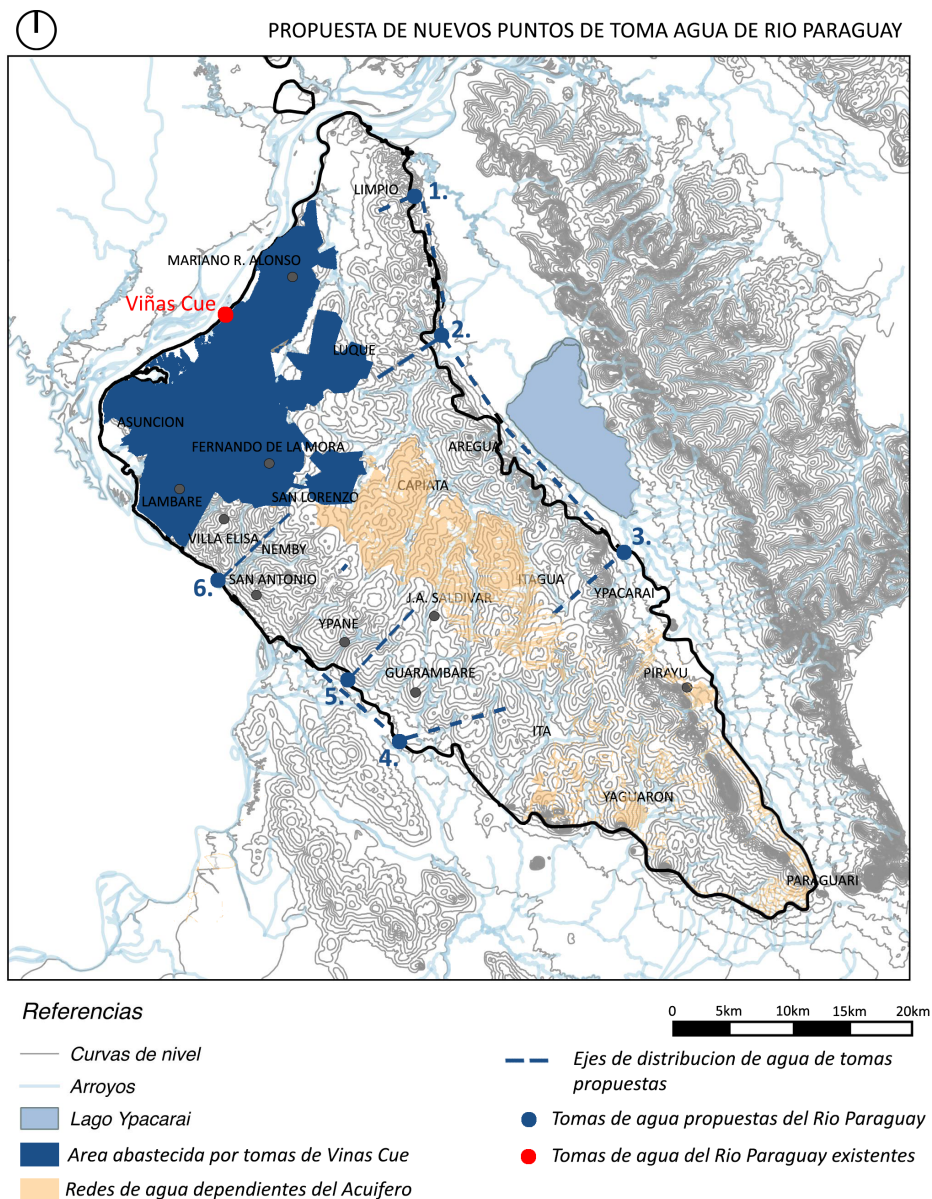 PROPUESTA DE NUEVOS PUNTOS DE TOMA AGUA DE RIO PARAGUAY
LIMPIO
1.
MARIANO R. ALONSO
Viñas Cue
2.
LUQUE
ASUNCION
FERNANDO DE LA MORA
AREGUA
CAPIATA
LAMBARE
SAN LORENZO
VILLA ELISA
NEMBY
3.
6.
SAN ANTONIO
ITAGUA
YPACARAI
J.A. SALDIVAR
YPANE
GUARAMBARE
PIRAYU
5.
ITA
4.
YAGUARON
PARAGUARI
Referencias
0 5km 10km 15km 20km
Curvas de nivel
Arroyos
Lago Ypacarai
Area abastecida por tomas de Vinas Cue
Redes de agua dependientes del Acuifero
Ejes de distribucion de agua de tomas
propuestas
Tomas de agua propuestas del Rio Paraguay
Tomas de agua del Rio Paraguay existentes